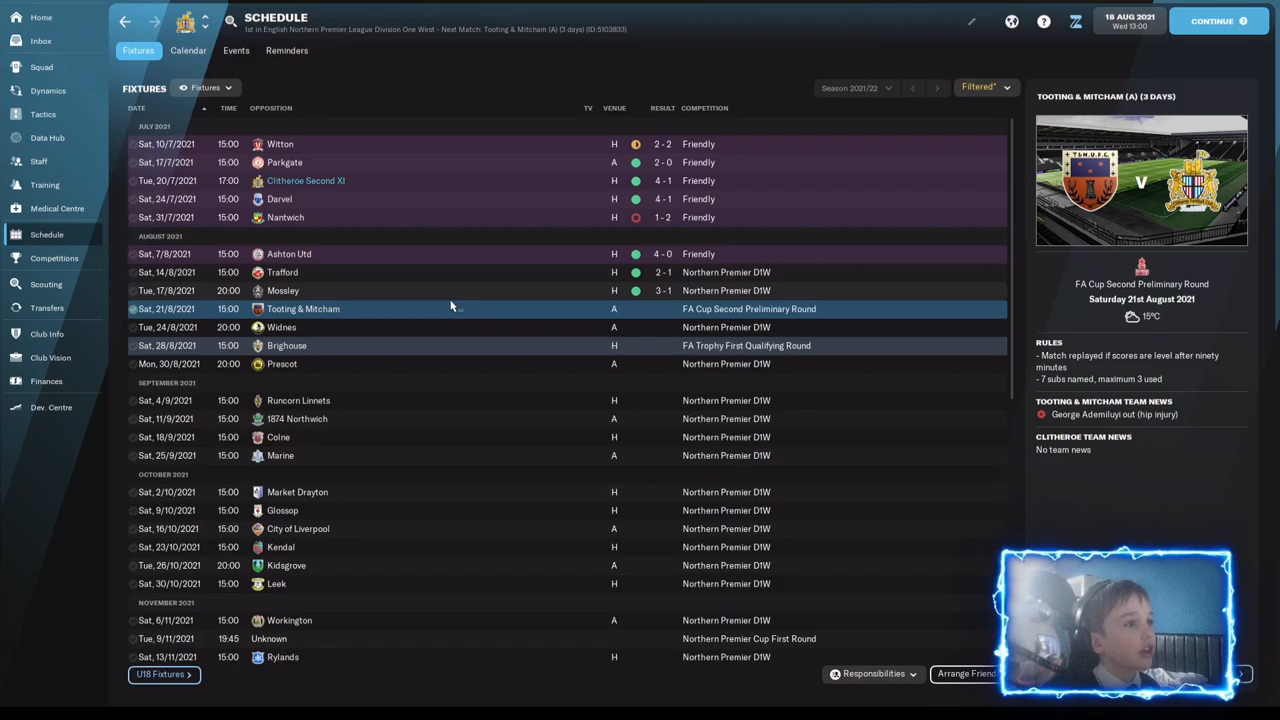 Home
Inbox
Squad
Dynamics
Tactics
Data Hub
Staff
Training
Medical Centre
Schedule
Competitions
Scouting
Transfers
Club Info
Club Vision
Finances
Dev. Centre
SCHEDULE
1st in English Northern Premier League Division One West - Next Match: Tooting & Mitcham (A) (3 days) (ID:5103833)
18 AUG 2021
Wed 13:00
CONTINUE
Fixtures Calendar Events Reminders
FIXTURES Fixtures Season 2021/22 Filtered*
DATE TIME OPPOSITION TV VENUE RESULT COMPETITION
JULY 2021
Sat, 10/7/2021 15:00 Witton H 2 - 2 Friendly
Sat, 17/7/2021 15:00 Parkgate A 2 - 0 Friendly
Tue, 20/7/2021 17:00 Clitheroe Second XI H 4 - 1 Friendly
Sat, 24/7/2021 15:00 Darvel H 4 - 1 Friendly
Sat, 31/7/2021 15:00 Nantwich H 1 - 2 Friendly
AUGUST 2021
Sat, 7/8/2021 15:00 Ashton Utd H 4 - 0 Friendly
Sat, 14/8/2021 15:00 Trafford H 2 - 1 Northern Premier D1W
Tue, 17/8/2021 20:00 Mossley H 3 - 1 Northern Premier D1W
Sat, 21/8/2021 15:00 Tooting & Mitcham A FA Cup Second Preliminary Round
Tue, 24/8/2021 20:00 Widnes A Northern Premier D1W
Sat, 28/8/2021 15:00 Brighouse H FA Trophy First Qualifying Round
Mon, 30/8/2021 20:00 Prescot A Northern Premier D1W
SEPTEMBER 2021
Sat, 4/9/2021 15:00 Runcorn Linnets H Northern Premier D1W
Sat, 11/9/2021 15:00 1874 Northwich A Northern Premier D1W
Sat, 18/9/2021 15:00 Colne H Northern Premier D1W
Sat, 25/9/2021 15:00 Marine A Northern Premier D1W
OCTOBER 2021
Sat, 2/10/2021 15:00 Market Drayton H Northern Premier D1W
Sat, 9/10/2021 15:00 Glossop H Northern Premier D1W
Sat, 16/10/2021 15:00 City of Liverpool A Northern Premier D1W
Sat, 23/10/2021 15:00 Kendal H Northern Premier D1W
Tue, 26/10/2021 20:00 Kidsgrove A Northern Premier D1W
Sat, 30/10/2021 15:00 Leek H Northern Premier D1W
NOVEMBER 2021
Sat, 6/11/2021 15:00 Workington A Northern Premier D1W
Tue, 9/11/2021 19:45 Unknown Northern Premier Cup First Round
Sat, 13/11/2021 15:00 Rylands H Northern Premier D1W
U18 Fixtures Responsibilities Arrange Friend
TOOTING & MITCHAM (A) (3 DAYS)
V
FA Cup Second Preliminary Round
Saturday 21st August 2021
15ºC
RULES
- Match replayed if scores are level after ninety
minutes
- 7 subs named, maximum 3 used
TOOTING & MITCHAM TEAM NEWS
George Ademiluyi out (hip injury)
CLITHEROE TEAM NEWS
No team news